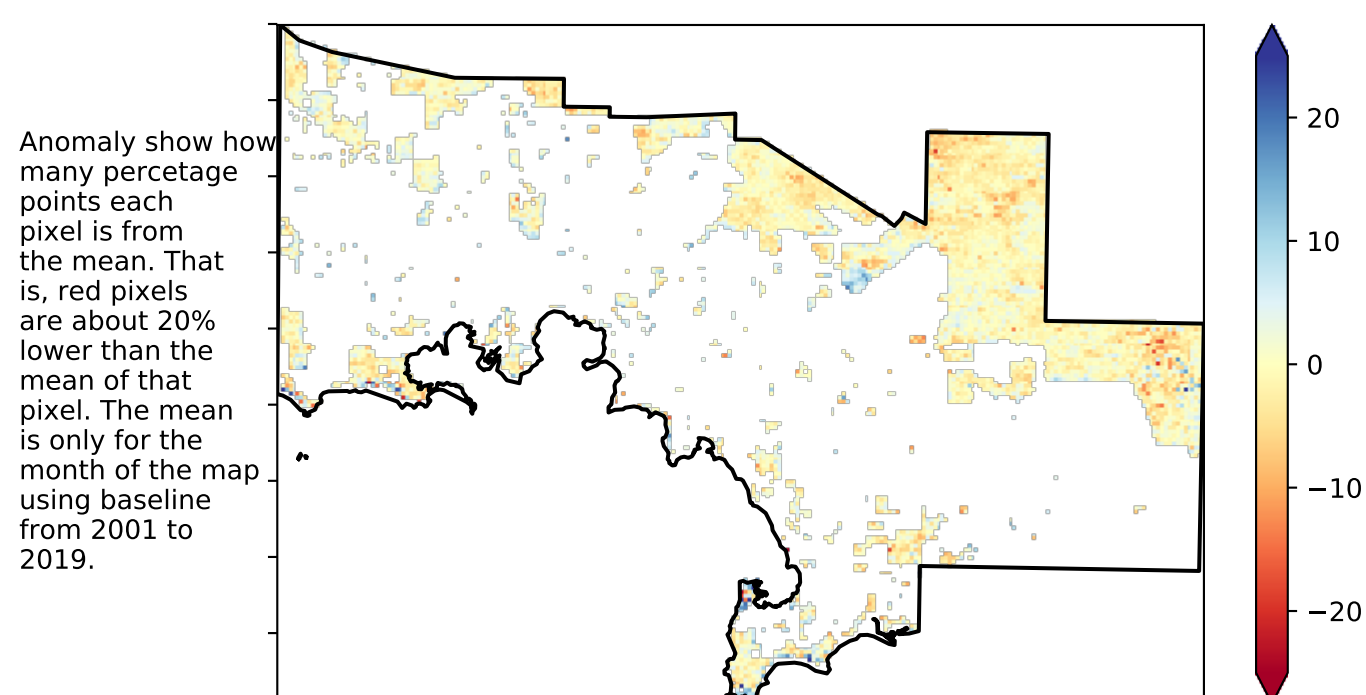 Anomaly show how
many percetage
points each
pixel is from
the mean. That
is, red pixels
are about 20%
lower than the
mean of that
pixel. The mean
is only for the
month of the map
using baseline
from 2001 to
2019.
20
10
0
−10
−20